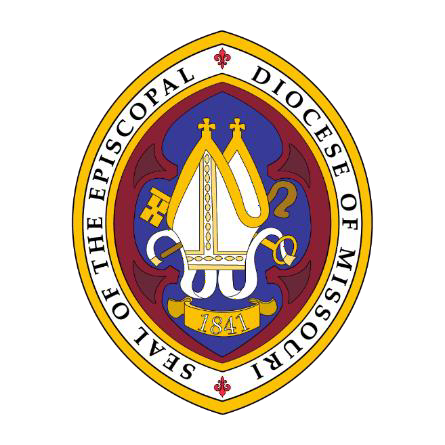 SEAL OF THE EPISCOPAL DIOCESE OF MISSOURI
1841